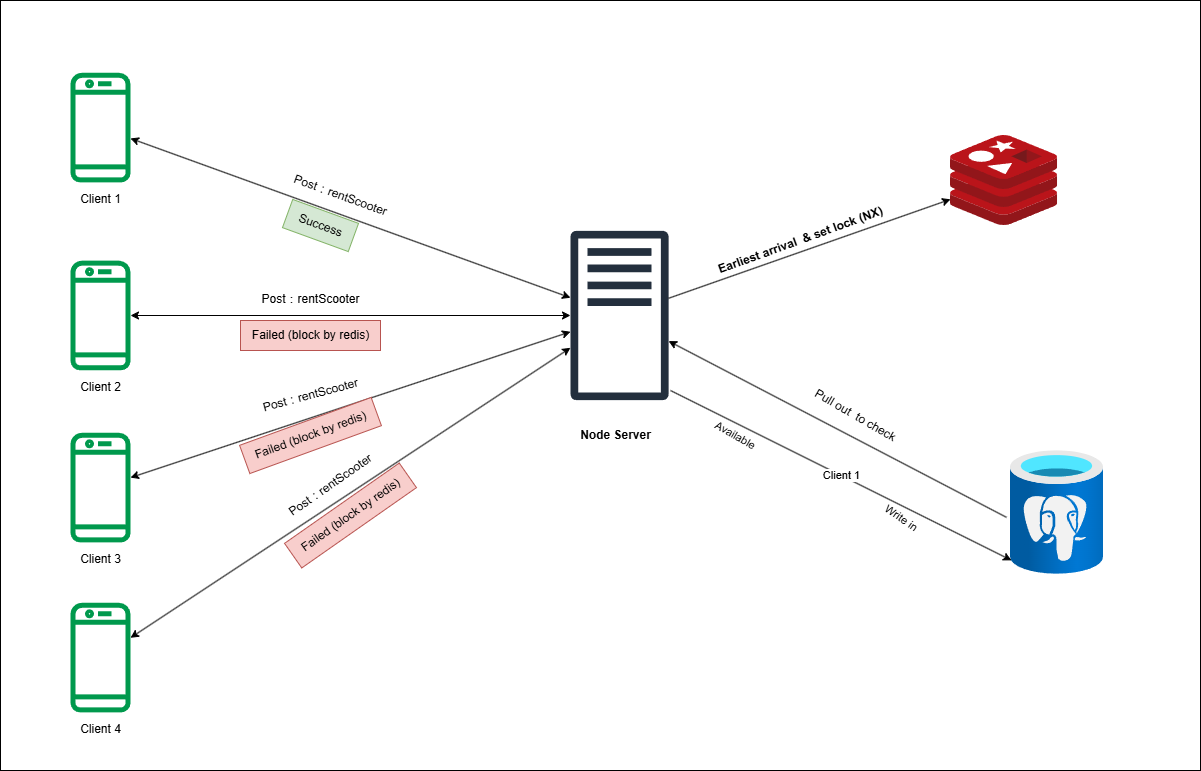 Client 1
Post : rentScooter
Success
Client 2
Post : rentScooter
Failed (block by redis)
Client 3
Post : rentScooter
Failed (block by redis)
Client 4
Post : rentScooter
Failed (block by redis)
Node Server
Earliest arrival & set lock (NX)
Pull out to check
Available
Client 1
Write in